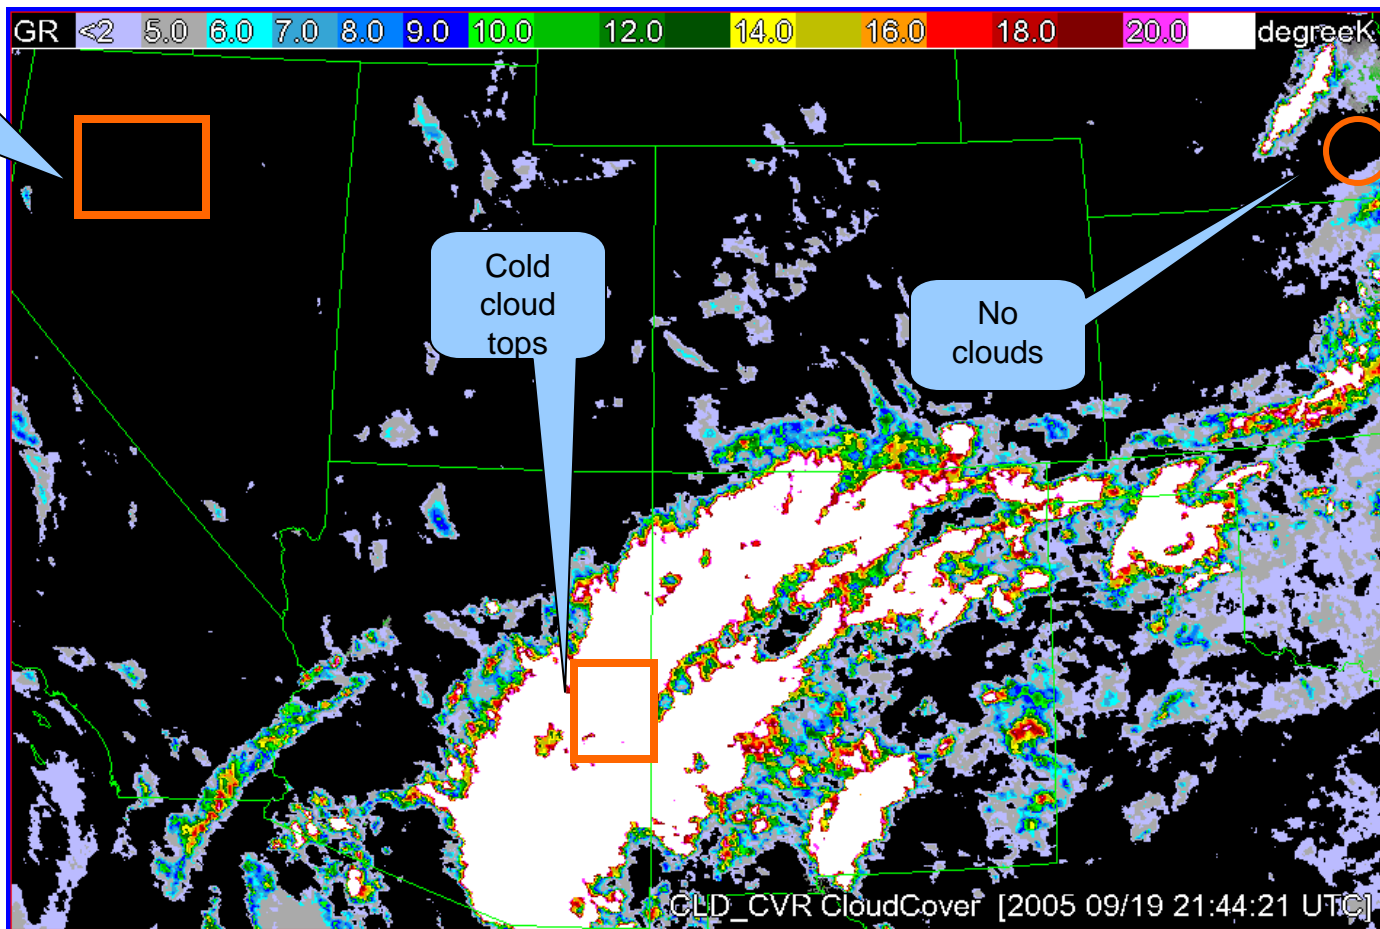 GR <2 5.0 6.0 7.0 8.0 9.0 10.0 12.0 14.0 16.0 18.0 20.0 degreeK
Cold
cloud
tops
No
clouds
CLD_CVR CloudCover [2005 09/19 21:44:21 UTC]